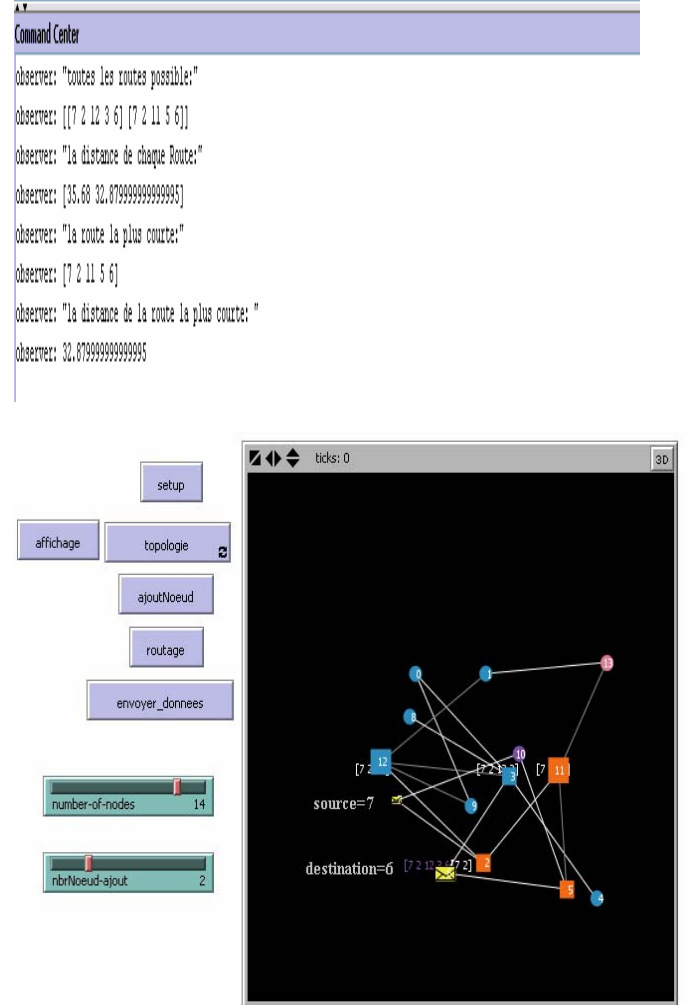 Command Center
observer: "toutes les routes possible:"
observer: [[7 2 12 3 6] [7 2 11 5 6]]
observer: "la distance de chaque Route:"
observer: [35.68 32.879999999999995]
observer: "la route la plus courte:"
observer: [7 2 11 5 6]
observer: "la distance de la route la plus courte: "
observer: 32.879999999999995
ticks: 0
3D
setup
affichage
topologie
ajoutNoeud
routage
envoyer_donnees
number-of-nodes 14
nbrNoeud-ajout 2
0
1
13
8
10
12
3
11
9
source=7
destination=6
2
5
4